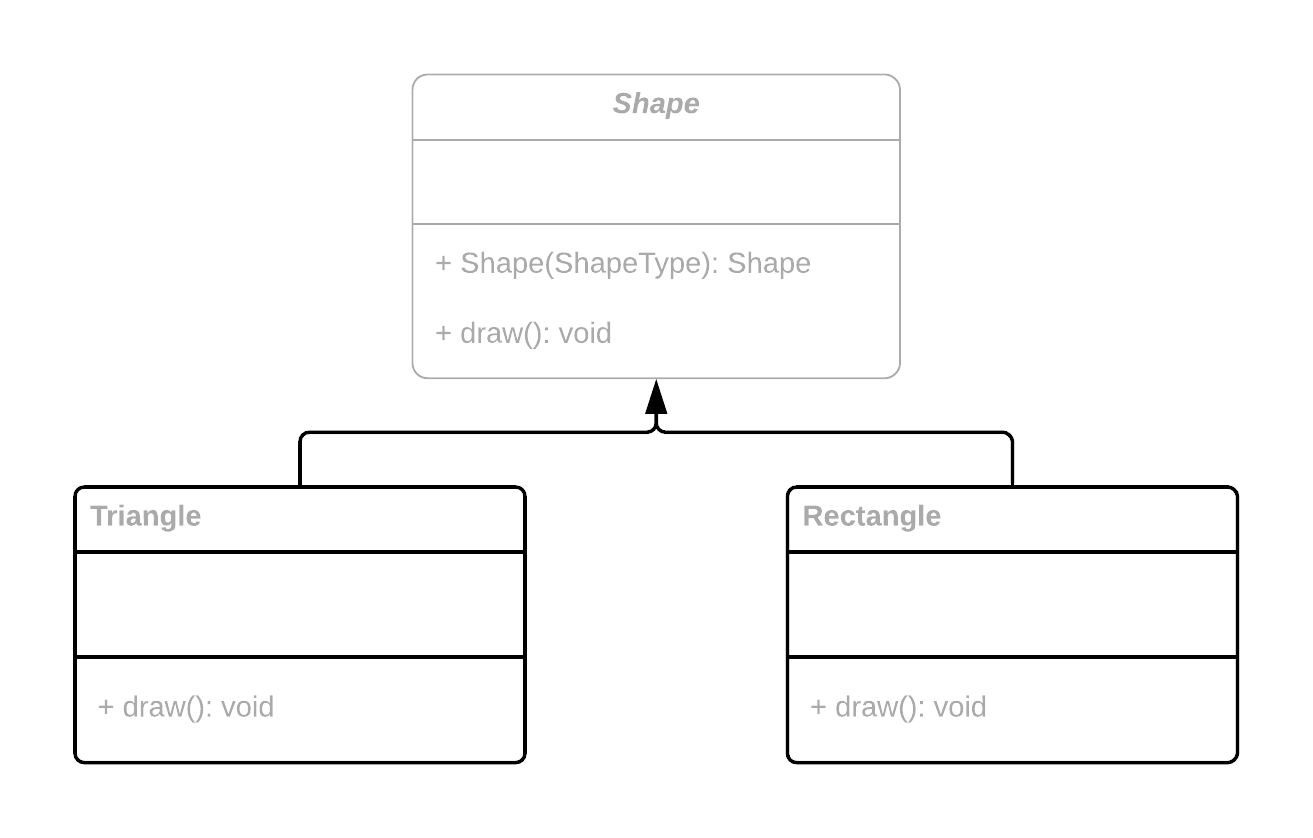 Shape
+ Shape(ShapeType): Shape
+ draw(): void
Triangle
+ draw(): void
Rectangle
+ draw(): void